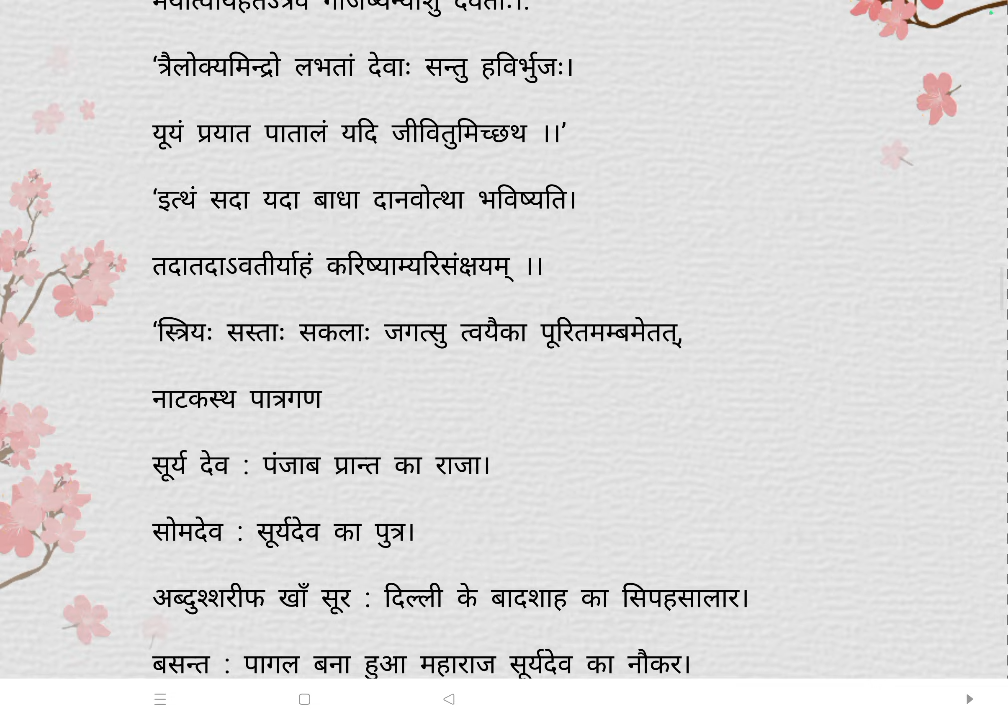 ‘त्रैलोक्यमिन्द्रो लभतां देवाः सन्तु हविर्भुजः।
यूयं प्रयात पातालं यदि जीवितुमिच्छथ ।।’
‘इत्थं सदा यदा बाधा दानवोत्था भविष्यति।
तदातदाऽवतीर्याहं करिष्याम्यरिसंक्षयम् ।।
‘स्त्रियः सस्ताः सकलाः जगत्सु त्वयैका पूरितमम्बमेतत्,
नाटकस्थ पात्रगण
सूर्य देव : पंजाब प्रान्त का राजा।
सोमदेव : सूर्यदेव का पुत्र।
अब्दुश्शरीफ खाँ सूर : दिल्ली के बादशाह का सिपहसालार।
बसन्त : पागल बना हुआ महाराज सूर्यदेव का नौकर।